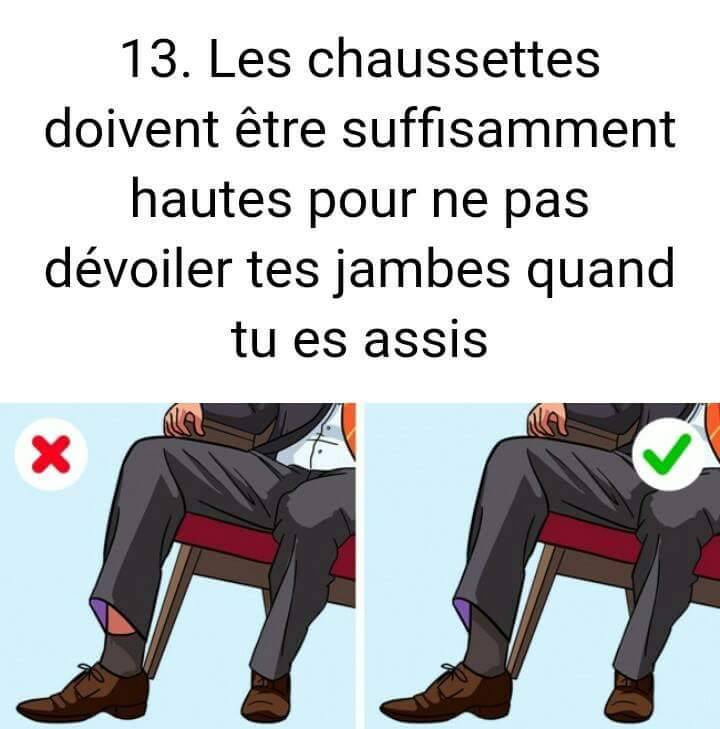 13. Les chaussettes
doivent être suffisamment
hautes pour ne pas
dévoiler tes jambes quand
tu es assis